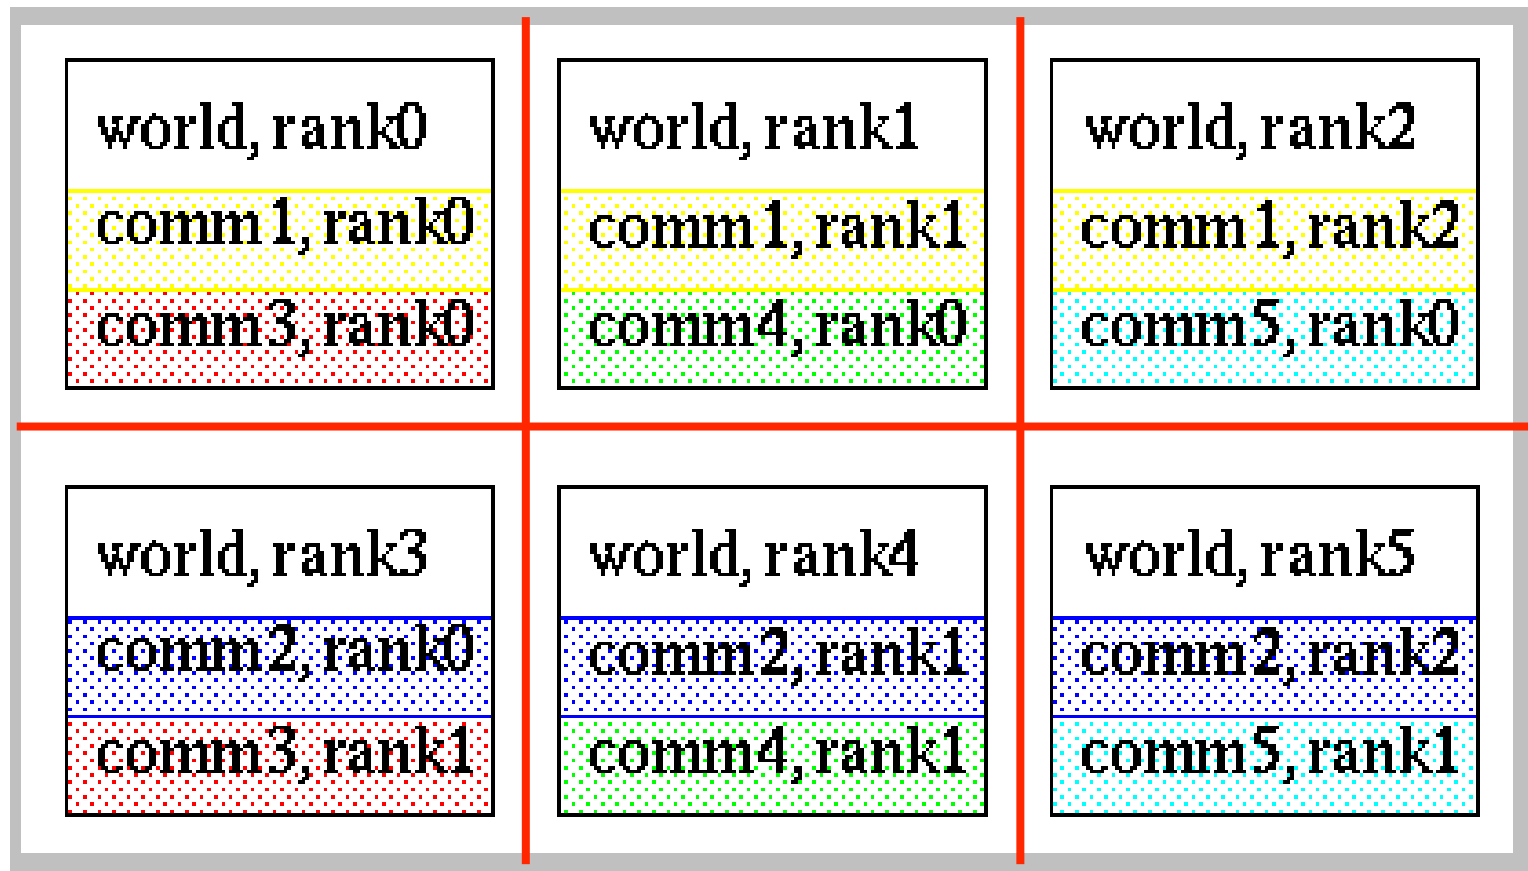 world, rank0
comm1, rank0
comm3, rank0
world, rank1
comm1, rank1
comm4, rank0
world, rank2
comm1, rank2
comm5, rank0
world, rank3
comm2, rank0
comm3, rank1
world, rank4
comm2, rank1
comm4, rank1
world, rank5
comm2, rank2
comm5, rank1